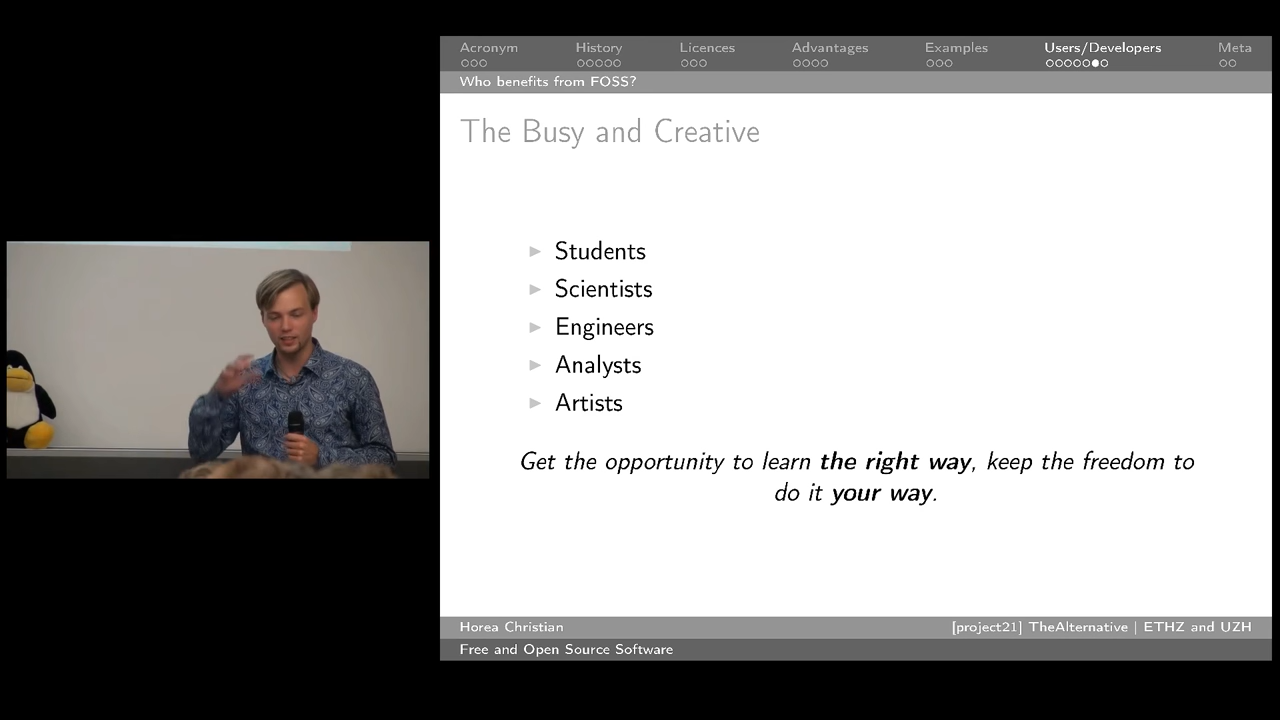 Acronym History Licences Advantages Examples Users/Developers Meta
Who benefits from FOSS?
The Busy and Creative
Students
Scientists
Engineers
Analysts
Artists
Get the opportunity to learn the right way, keep the freedom to
do it your way.
Horea Christian [project21] TheAlternative | ETHZ and UZH
Free and Open Source Software